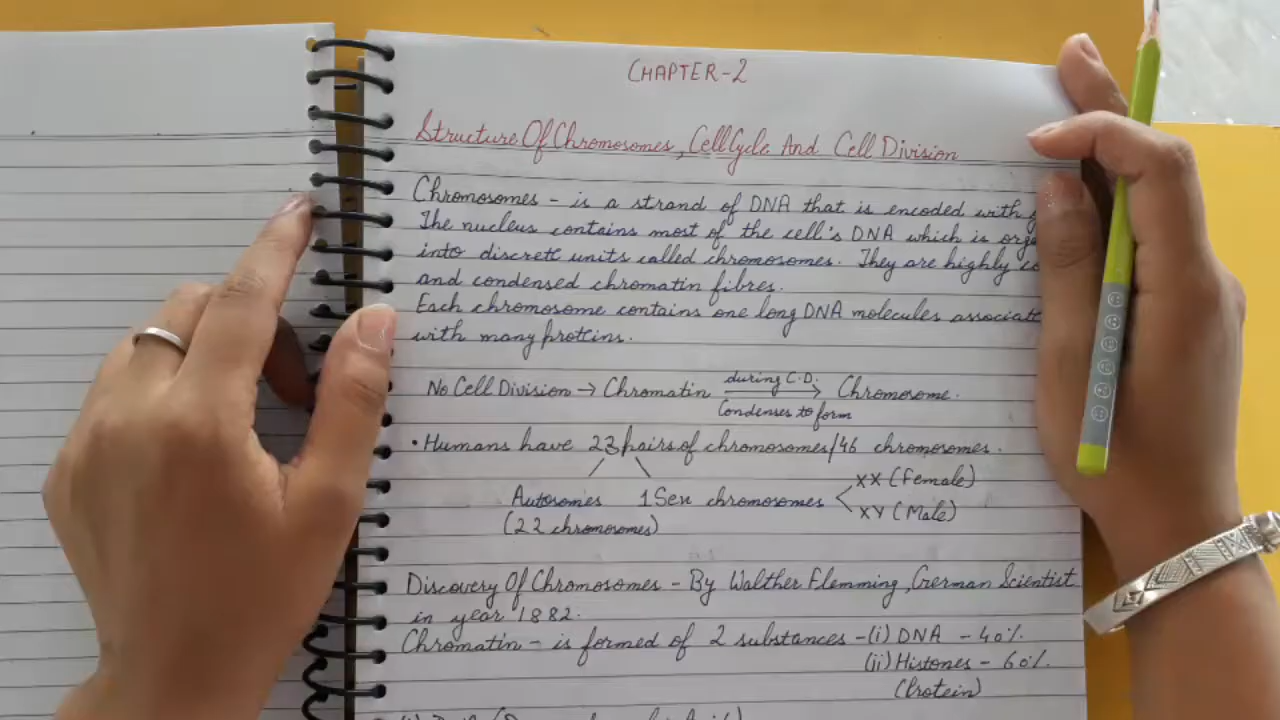 CHAPTER-2
Structure Of Chromosomes, Cell Cycle And Cell Division
Chromosomes - is a strand of DNA that is encoded with
The nucleus contains most of the cell's DNA which is
into discrete units called chromosomes. They are highly
and condensed chromatin fibres.
Each chromosome contains one long DNA molecules
with many proteins.
No Cell Division → Chromatin during C.D. Condenses to form → Chromosome.
• Humans have 23 pairs of chromosomes/46 chromosomes.
Autosomes 1 Sex chromosomes < XX (Female)
(22 chromosomes) XY (Male)
Discovery Of Chromosomes - By Walther Flemming, German Scientist
in year 1882.
Chromatin - is formed of 2 substances - (i) DNA - 40%.
(ii) Histones - 60%.
(Protein)